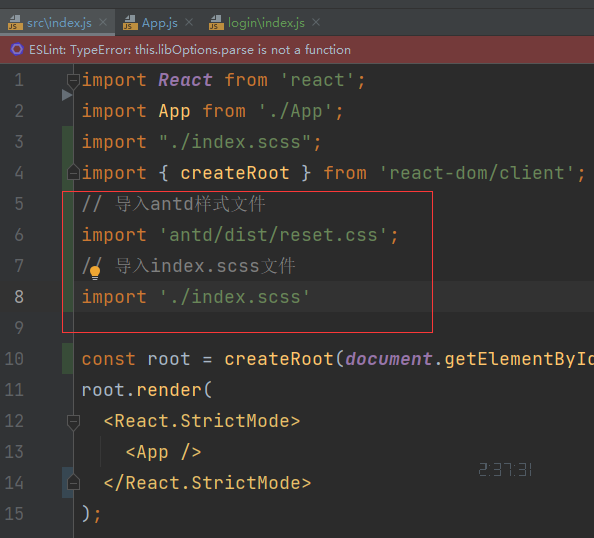 src\index.js App.js login\index.js
ESLint: TypeError: this.libOptions.parse is not a function
1 import React from 'react';
2 import App from './App';
3 import "./index.scss";
4 import { createRoot } from 'react-dom/client';
5 // 导入antd样式文件
6 import 'antd/dist/reset.css';
7 // 导入index.scss文件
8 import './index.scss'
9
10 const root = createRoot(document.getElementById
11 root.render(
12 <React.StrictMode>
13 <App />
14 </React.StrictMode>
15 );
2:37:31